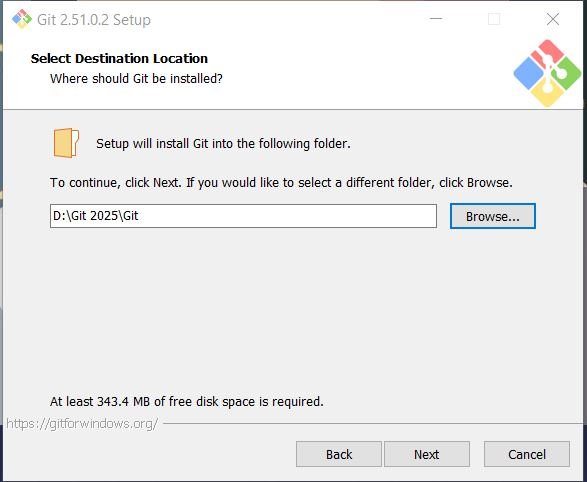 Git 2.51.0.2 Setup
Select Destination Location
Where should Git be installed?
Setup will install Git into the following folder.
To continue, click Next. If you would like to select a different folder, click Browse.
D:\Git 2025\Git
Browse...
At least 343.4 MB of free disk space is required.
https://gitforwindows.org/
Back
Next
Cancel